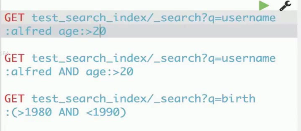 GET test_search_index/_search?q=username
:alfred age:>20
GET test_search_index/_search?q=username
:alfred AND age:>20
GET test_search_index/_search?q=birth
:(>1980 AND <1990)